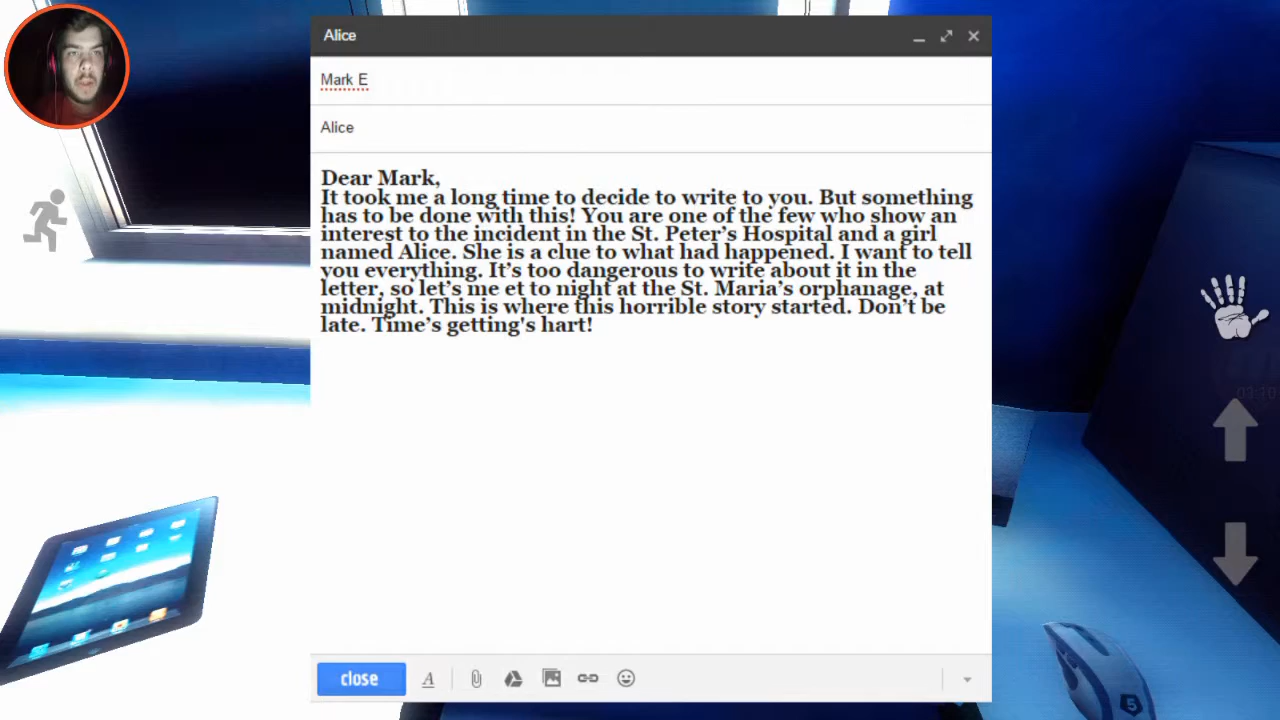 Alice
Mark E
Alice
Dear Mark,
It took me a long time to decide to write to you. But something
has to be done with this! You are one of the few who show an
interest to the incident in the St. Peter’s Hospital and a girl
named Alice. She is a clue to what had happened. I want to tell
you everything. It’s too dangerous to write about it in the
letter, so let’s me et to night at the St. Maria’s orphanage, at
midnight. This is where this horrible story started. Don’t be
late. Time’s getting's hart!
close
A
5